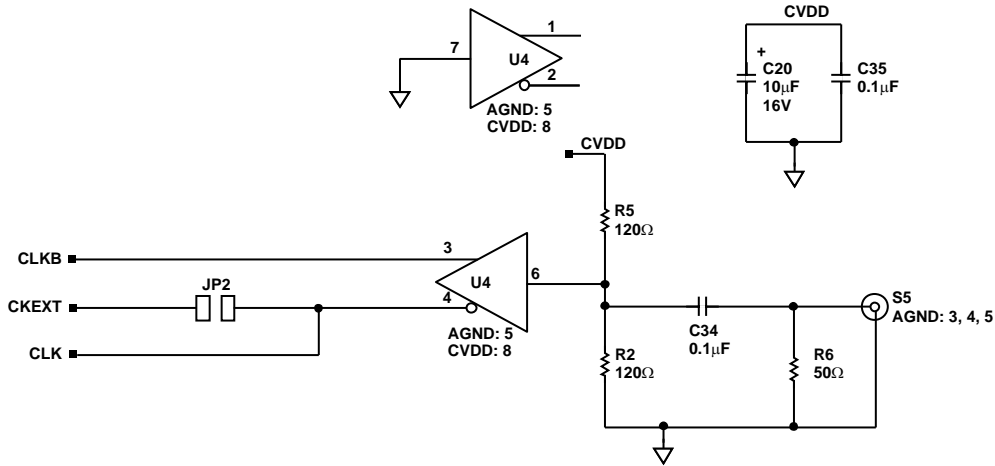 1
7
U4
2
AGND: 5
CVDD: 8
CVDD
+
C20
10µF
16V
C35
0.1µF
CVDD
R5
120Ω
CLKB
3
U4
6
JP2
CKEXT
4
AGND: 5
CVDD: 8
CLK
C34
0.1µF
S5
AGND: 3, 4, 5
R2
120Ω
R6
50Ω